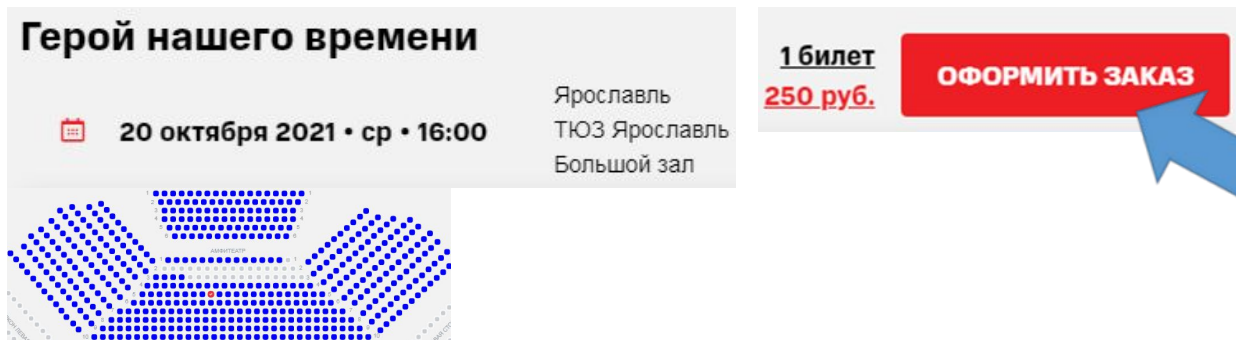 Герой нашего времени
20 октября 2021 • ср • 16:00
Ярославль
ТЮЗ Ярославль
Большой зал
1 билет
250 руб.
ОФОРМИТЬ ЗАКАЗ
АМФИТЕАТР